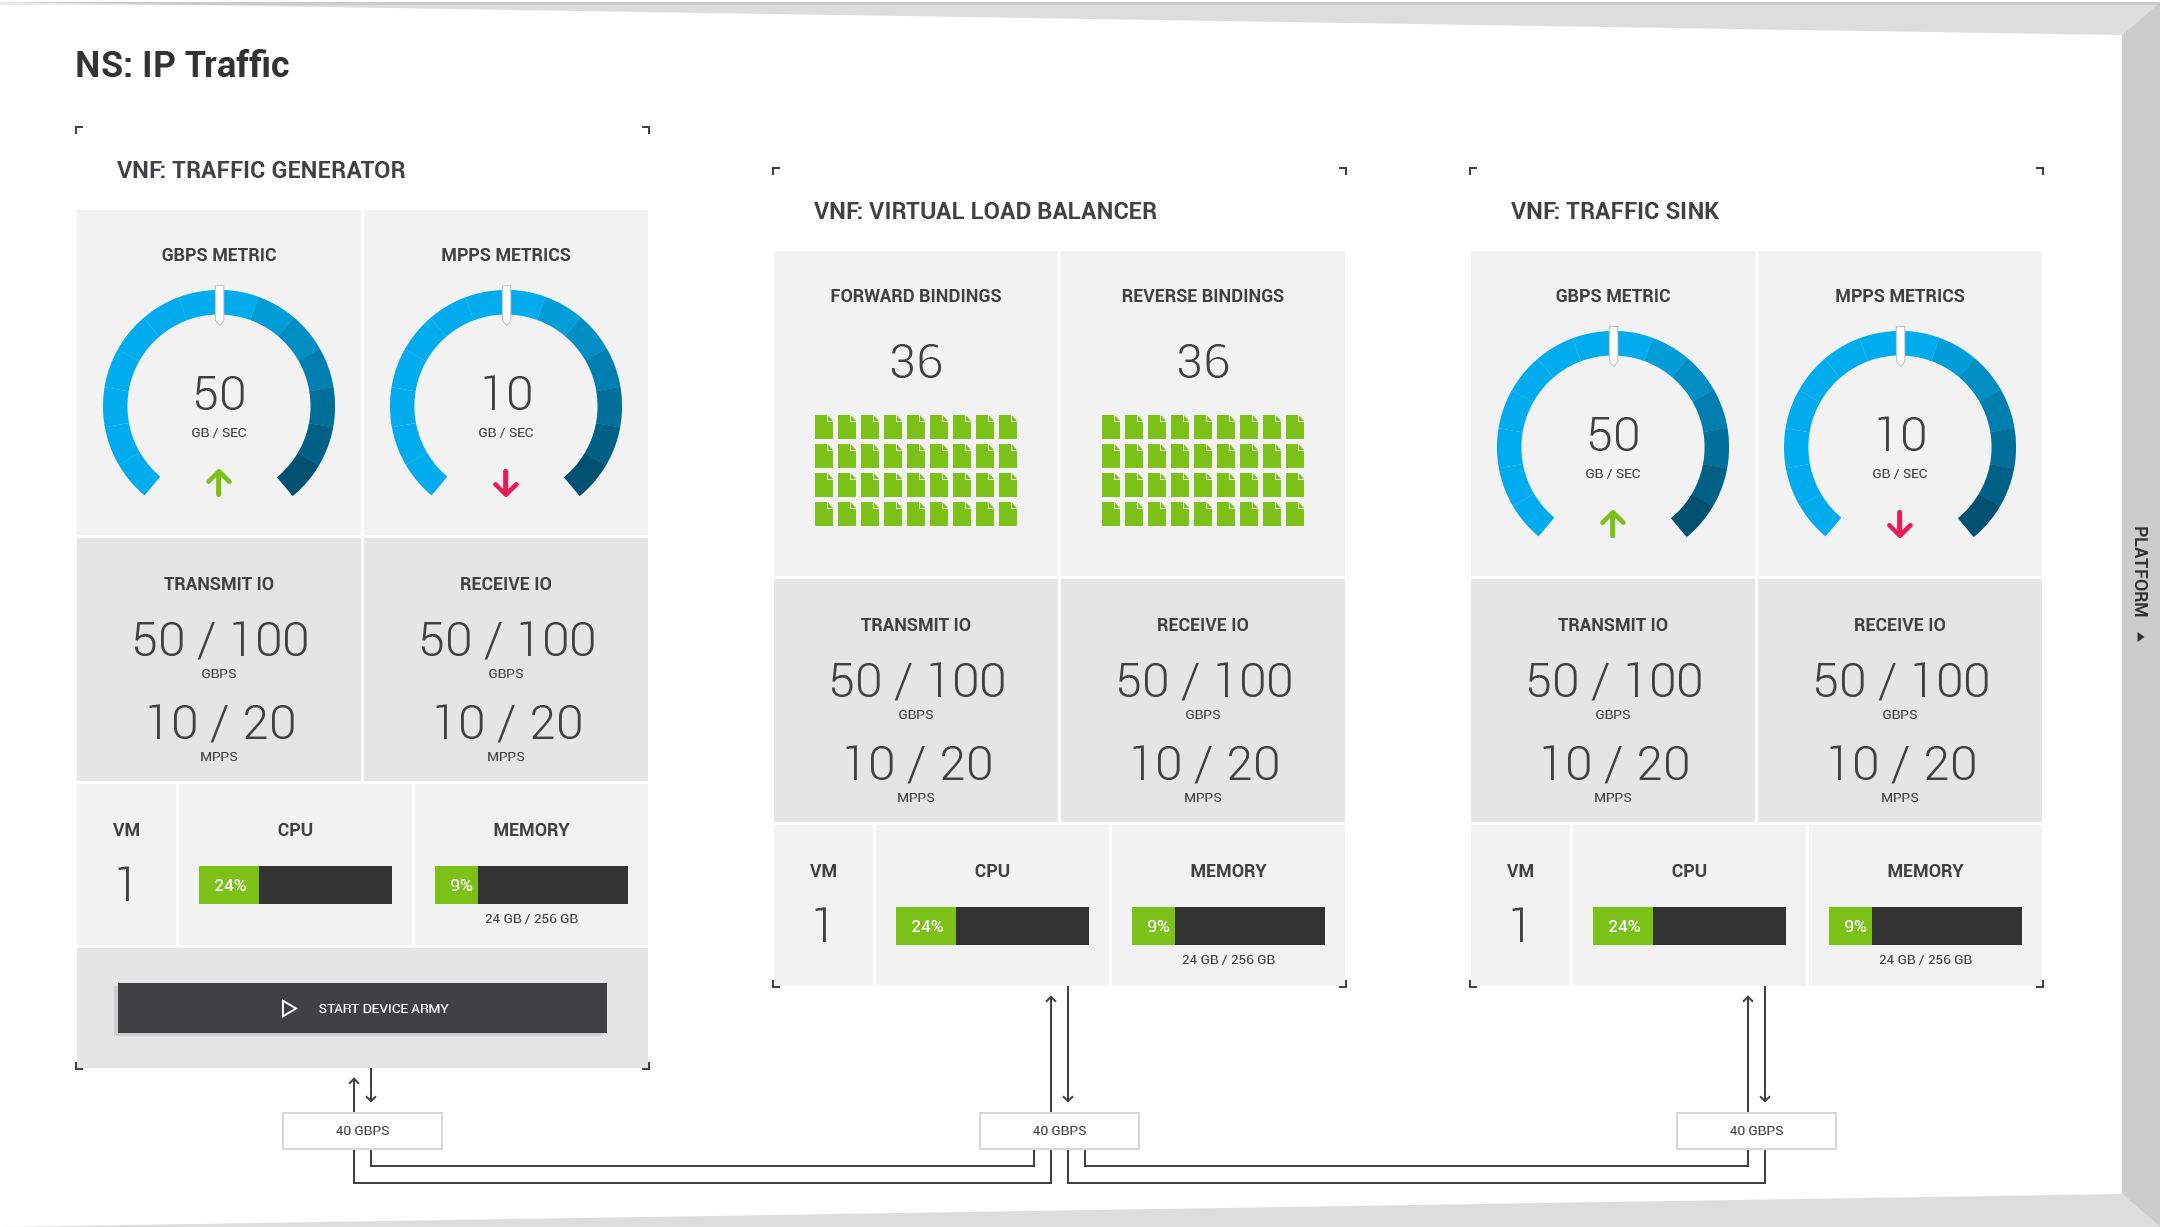 NS: IP Traffic
VNF: TRAFFIC GENERATOR
GBPS METRIC
50
GB / SEC
MPPS METRICS
10
GB / SEC
TRANSMIT IO
50 / 100
GBPS
10 / 20
MPPS
RECEIVE IO
50 / 100
GBPS
10 / 20
MPPS
VM
1
CPU
24%
MEMORY
9%
24 GB / 256 GB
START DEVICE ARMY
40 GBPS
VNF: VIRTUAL LOAD BALANCER
FORWARD BINDINGS
36
REVERSE BINDINGS
36
TRANSMIT IO
50 / 100
GBPS
10 / 20
MPPS
RECEIVE IO
50 / 100
GBPS
10 / 20
MPPS
VM
1
CPU
24%
MEMORY
9%
24 GB / 256 GB
40 GBPS
VNF: TRAFFIC SINK
GBPS METRIC
50
GB / SEC
MPPS METRICS
10
GB / SEC
TRANSMIT IO
50 / 100
GBPS
10 / 20
MPPS
RECEIVE IO
50 / 100
GBPS
10 / 20
MPPS
VM
1
CPU
24%
MEMORY
9%
24 GB / 256 GB
40 GBPS
PLATFORM